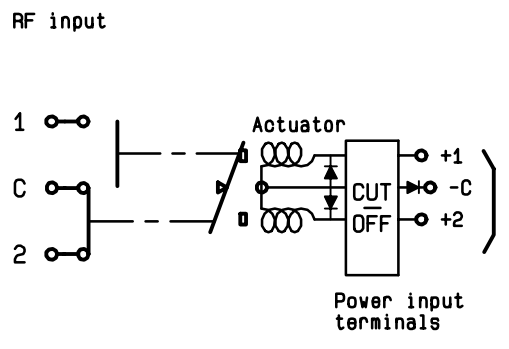 RF input
Actuator
1
+1
C
CUT
OFF
-C
2
+2
Power input
terminals